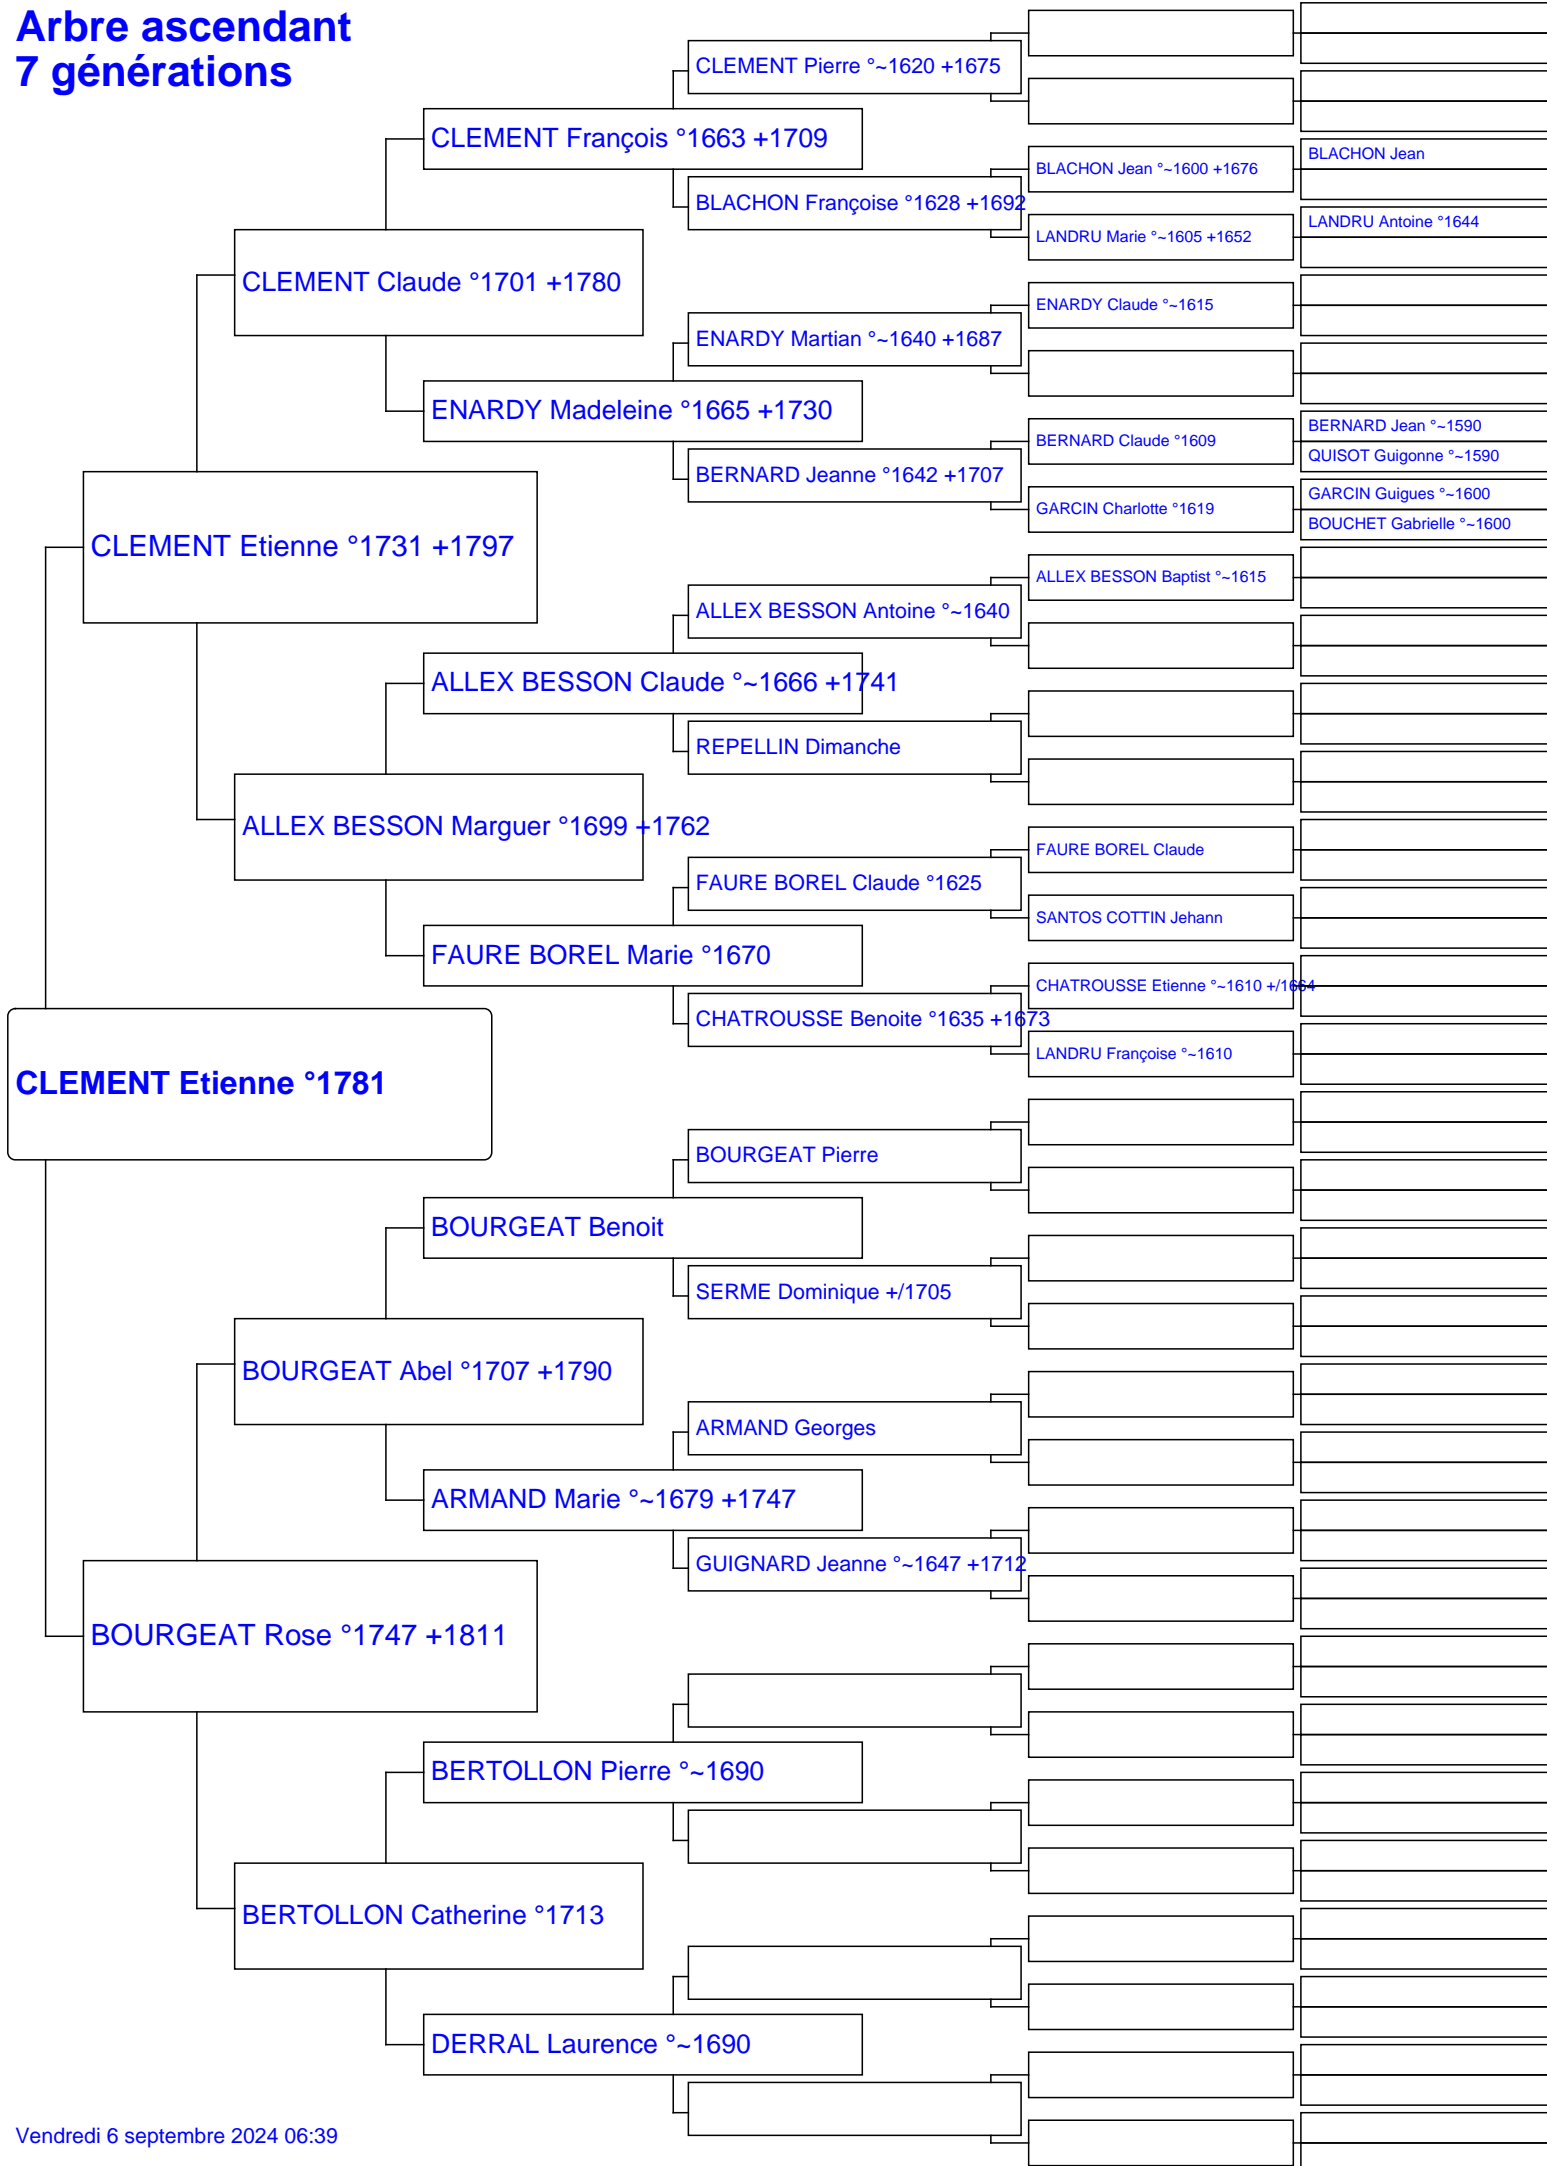 Arbre ascendant
7 générations
CLEMENT Pierre °~1620 +1675
CLEMENT François °1663 +1709
BLACHON Jean
BLACHON Jean °~1600 +1676
BLACHON Françoise °1628 +1692
LANDRU Antoine °1644
LANDRU Marie °~1605 +1652
CLEMENT Claude °1701 +1780
ENARDY Claude °~1615
ENARDY Martian °~1640 +1687
ENARDY Madeleine °1665 +1730
BERNARD Jean °~1590
BERNARD Claude °1609
QUISOT Guigonne °~1590
BERNARD Jeanne °1642 +1707
GARCIN Guigues °~1600
GARCIN Charlotte °1619
BOUCHET Gabrielle °~1600
CLEMENT Etienne °1731 +1797
ALLEX BESSON Baptist °~1615
ALLEX BESSON Antoine °~1640
ALLEX BESSON Claude °~1666 +1741
REPELLIN Dimanche
ALLEX BESSON Marguer °1699 +1762
FAURE BOREL Claude
FAURE BOREL Claude °1625
SANTOS COTTIN Jehann
FAURE BOREL Marie °1670
CHATROUSSE Etienne °~1610 +/1664
CHATROUSSE Benoite °1635 +1673
LANDRU Françoise °~1610
CLEMENT Etienne °1781
BOURGEAT Pierre
BOURGEAT Benoit
SERME Dominique +/1705
BOURGEAT Abel °1707 +1790
ARMAND Georges
ARMAND Marie °~1679 +1747
GUIGNARD Jeanne °~1647 +1712
BOURGEAT Rose °1747 +1811
BERTOLLON Pierre °~1690
BERTOLLON Catherine °1713
DERRAL Laurence °~1690
Vendredi 6 septembre 2024 06:39